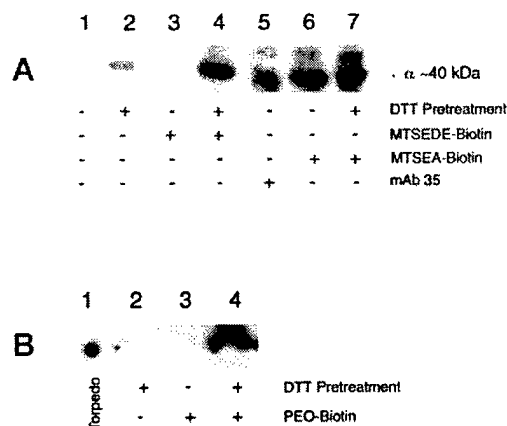 1 2 3 4 5 6 7
A
. α ~40 kDa
- + - + - - + DTT Pretreatment
- - + + - - - MTSEDE-Biotin
- - - - - + + MTSEA-Biotin
- - - - + - - mAb 35
1 2 3 4
B
Torpedo
+ - + DTT Pretreatment
- + + PEO-Biotin